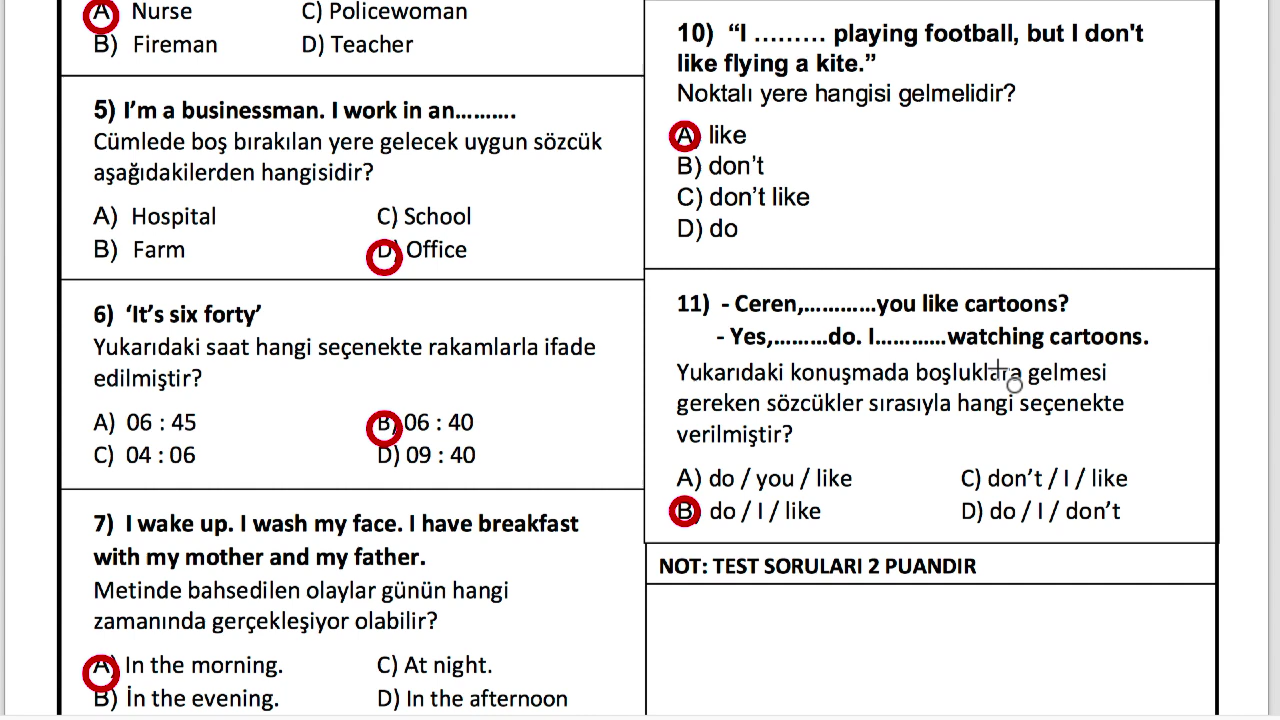 A) Nurse C) Policewoman
B) Fireman D) Teacher
5) I'm a businessman. I work in an..........
Cümlede boş bırakılan yere gelecek uygun sözcük
aşağıdakilerden hangisidir?
A) Hospital C) School
B) Farm D) Office
6) ‘It's six forty’
Yukarıdaki saat hangi seçenekte rakamlarla ifade
edilmiştir?
A) 06 : 45 B) 06 : 40
C) 04 : 06 D) 09 : 40
7) I wake up. I wash my face. I have breakfast
with my mother and my father.
Metinde bahsedilen olaylar günün hangi
zamanında gerçekleşiyor olabilir?
A) In the morning. C) At night.
B) İn the evening. D) In the afternoon
10) “I ……… playing football, but I don't
like flying a kite.”
Noktalı yere hangisi gelmelidir?
A) like
B) don't
C) don't like
D) do
11) - Ceren,…………you like cartoons?
- Yes,………do. I…………watching cartoons.
Yukarıdaki konuşmada boşluklara gelmesi
gereken sözcükler sırasıyla hangi seçenekte
verilmiştir?
A) do / you / like C) don't / I / like
B) do / I / like D) do / I / don't
NOT: TEST SORULARI 2 PUANDIR